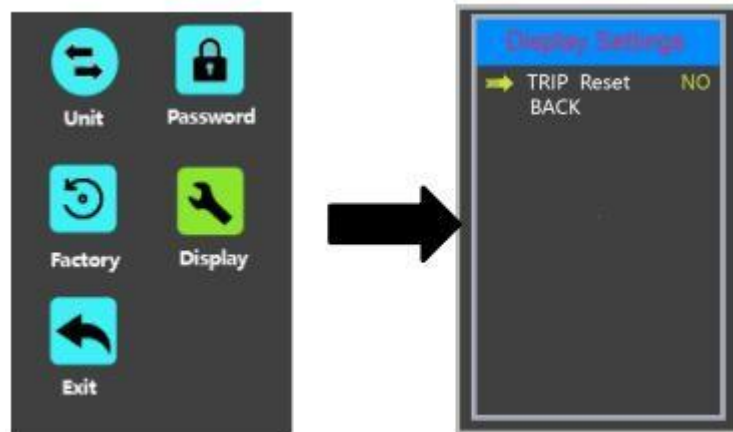 Unit
Password
Factory
Display
Exit
Display Settings
TRIP Reset NO
BACK